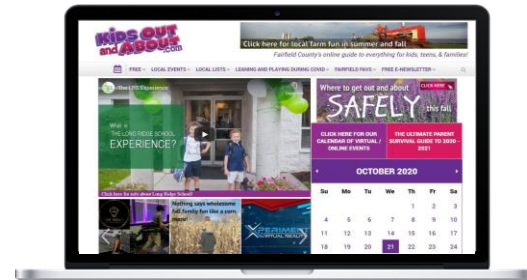 KIDS OUT
and ABOUT.com
Click here for local farm fun in summer and fall
Fairfield County's online guide to everything for kids, teens, & families!
FREE LOCAL EVENTS LOCAL LISTS LEARNING AND PLAYING DURING COVID FAIRFIELD FAVS FREE E-NEWSLETTER
The LRS Experience
What is
THE LONG RIDGE SCHOOL
EXPERIENCE?
Click here for info about Long Ridge School!
Nothing says wholesome
fall family fun like a corn
maze!
XPERIMENT
VIRTUAL REALITY
Where to get out and about
CLICK HERE
SAFELY this fall
CLICK HERE FOR OUR
CALENDAR OF VIRTUAL /
ONLINE EVENTS
THE ULTIMATE PARENT
SURVIVAL GUIDE TO 2020 -
2021
OCTOBER 2020
Su Mo Tu We Th Fr Sa
1 2 3
4 5 6 7 8 9 10
11 12 13 14 15 16 17
18 19 20 21 22 23 24